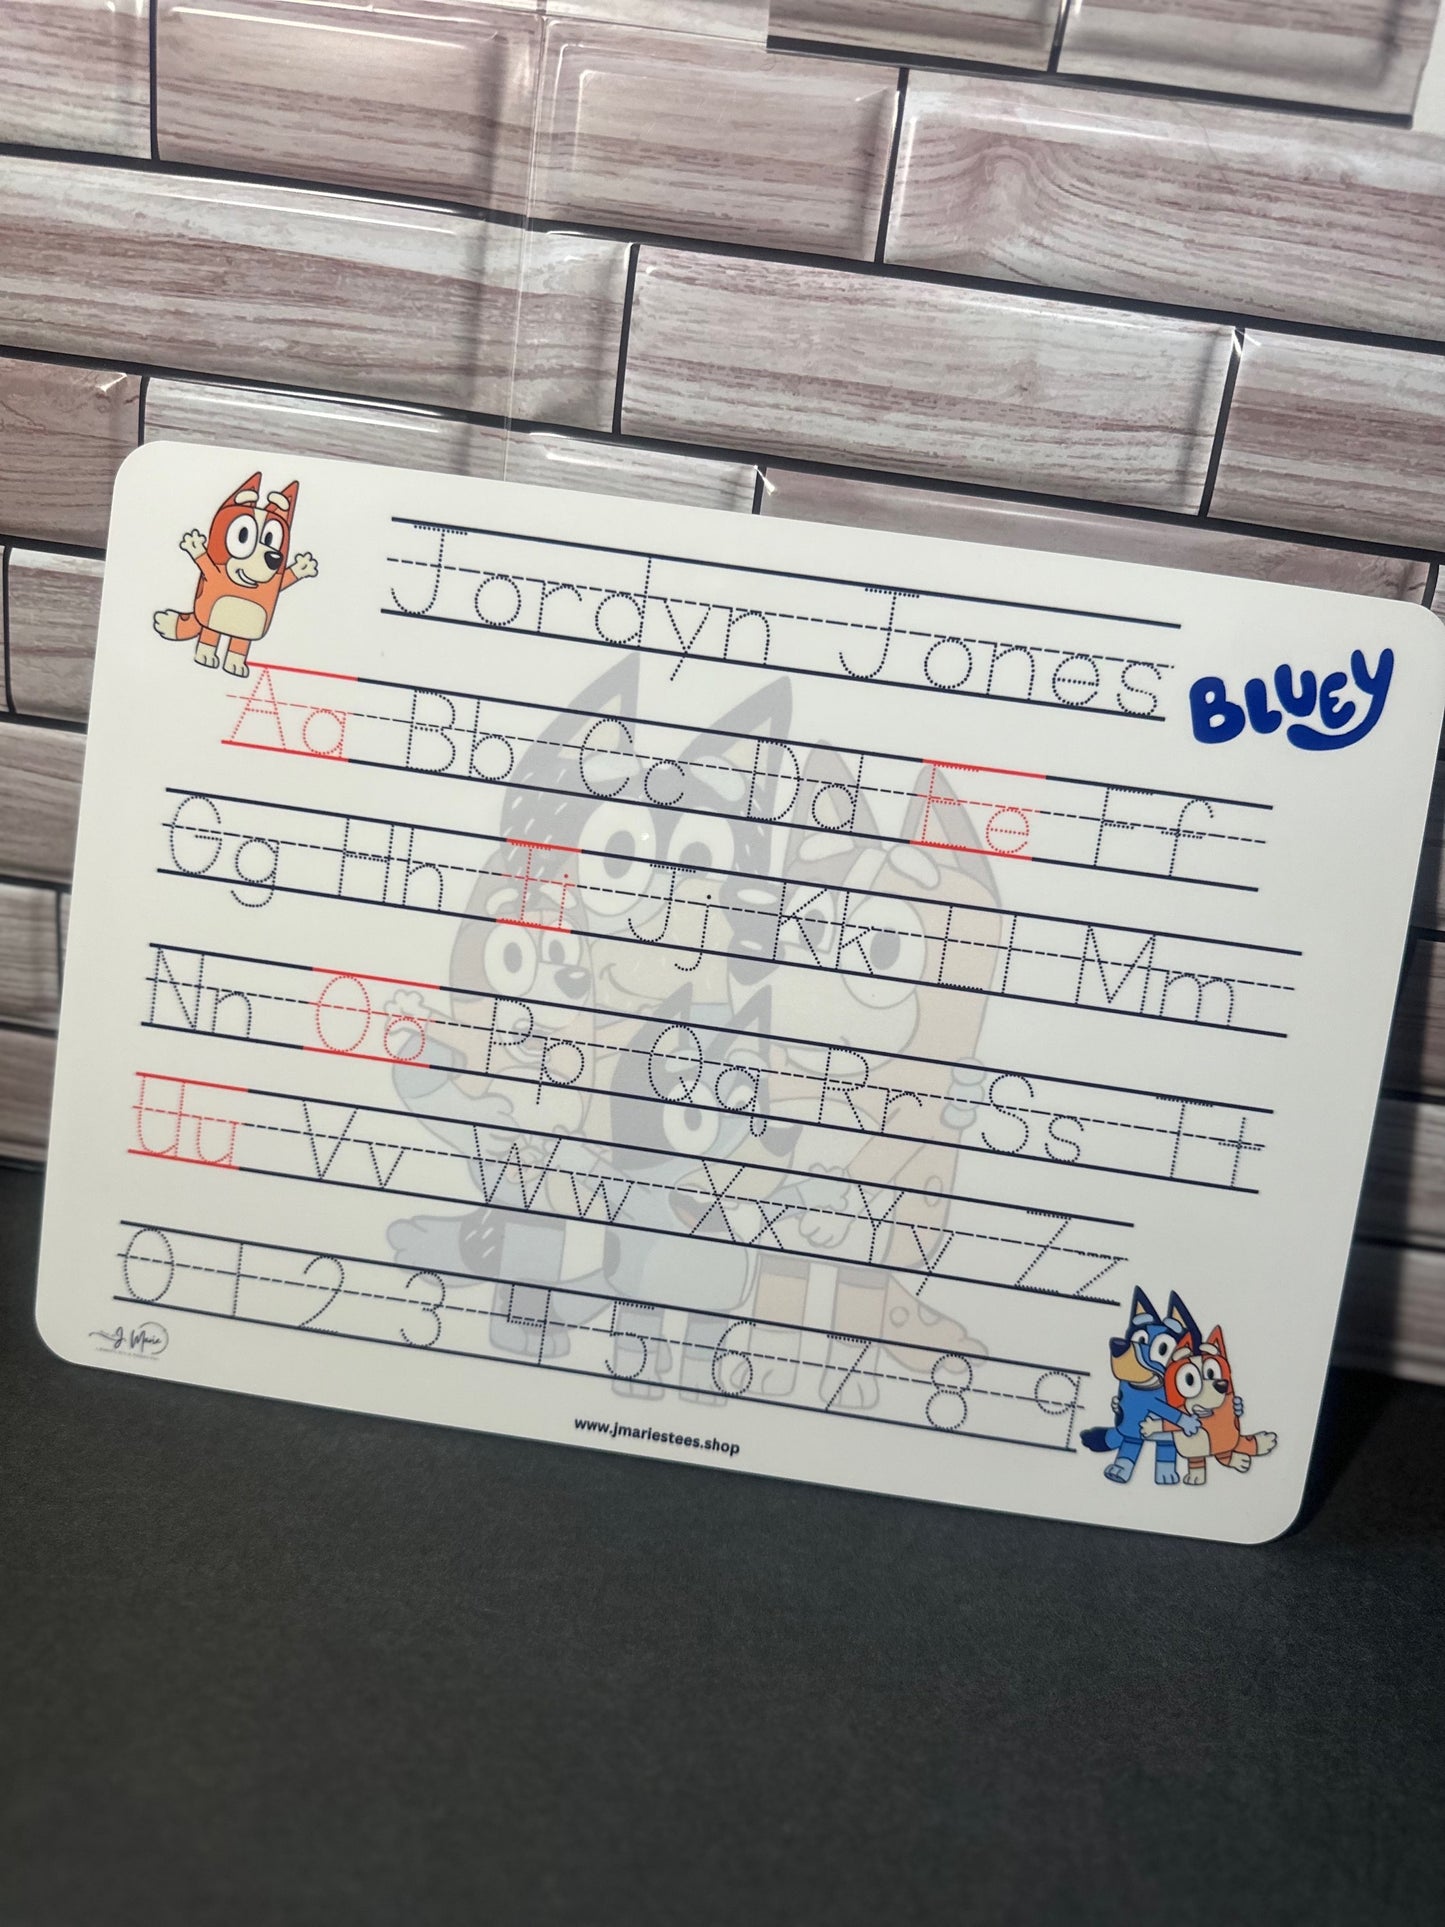 Jordyn Jones
BLUEY
Aa Bb Cc Dd Ee Ff
Gg Hh Ii Jj Kk Ll Mm
Nn Oo Pp Qq Rr Ss Tt
Uu Vv Ww Xx Yy Zz
0 1 2 3 4 5 6 7 8 9
J Marie
www.jmariestees.shop